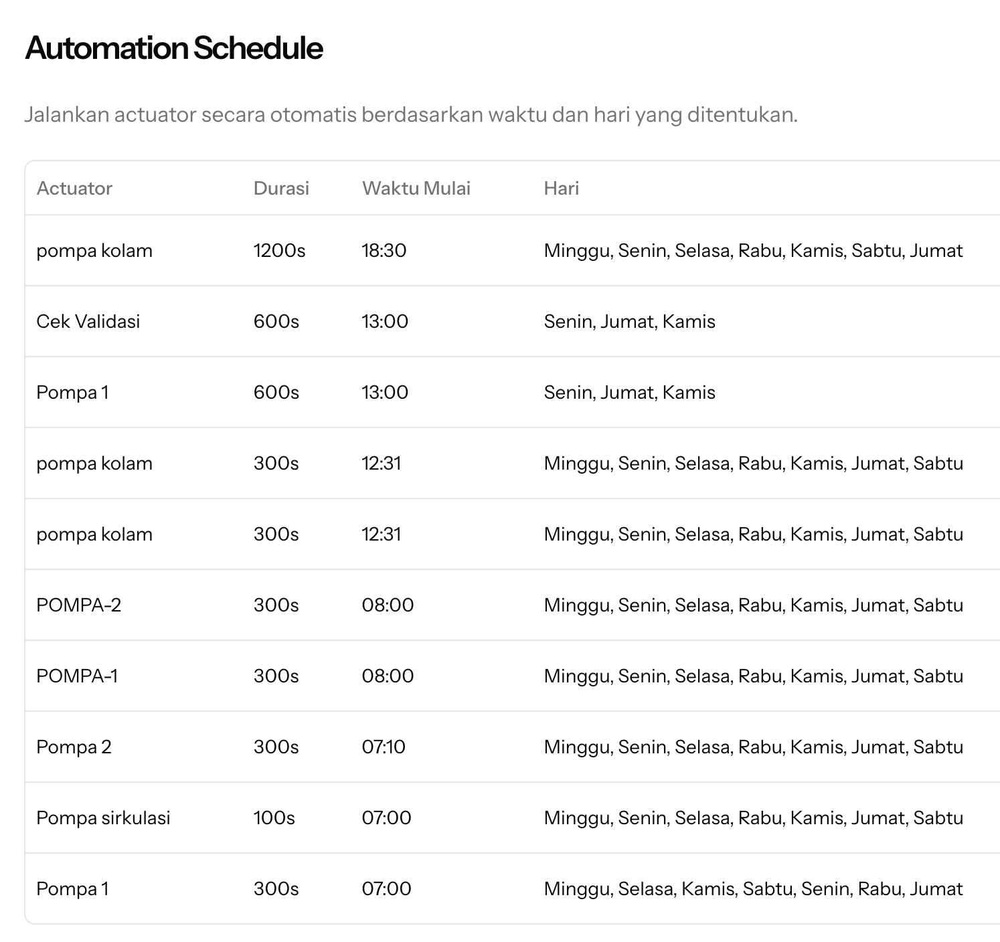 Automation Schedule
Jalankan actuator secara otomatis berdasarkan waktu dan hari yang ditentukan.
Actuator Durasi Waktu Mulai Hari
pompa kolam 1200s 18:30 Minggu, Senin, Selasa, Rabu, Kamis, Sabtu, Jumat
Cek Validasi 600s 13:00 Senin, Jumat, Kamis
Pompa 1 600s 13:00 Senin, Jumat, Kamis
pompa kolam 300s 12:31 Minggu, Senin, Selasa, Rabu, Kamis, Jumat, Sabtu
pompa kolam 300s 12:31 Minggu, Senin, Selasa, Rabu, Kamis, Jumat, Sabtu
POMPA-2 300s 08:00 Minggu, Senin, Selasa, Rabu, Kamis, Jumat, Sabtu
POMPA-1 300s 08:00 Minggu, Senin, Selasa, Rabu, Kamis, Jumat, Sabtu
Pompa 2 300s 07:10 Minggu, Senin, Selasa, Rabu, Kamis, Jumat, Sabtu
Pompa sirkulasi 100s 07:00 Minggu, Senin, Selasa, Rabu, Kamis, Jumat, Sabtu
Pompa 1 300s 07:00 Minggu, Selasa, Kamis, Sabtu, Senin, Rabu, Jumat